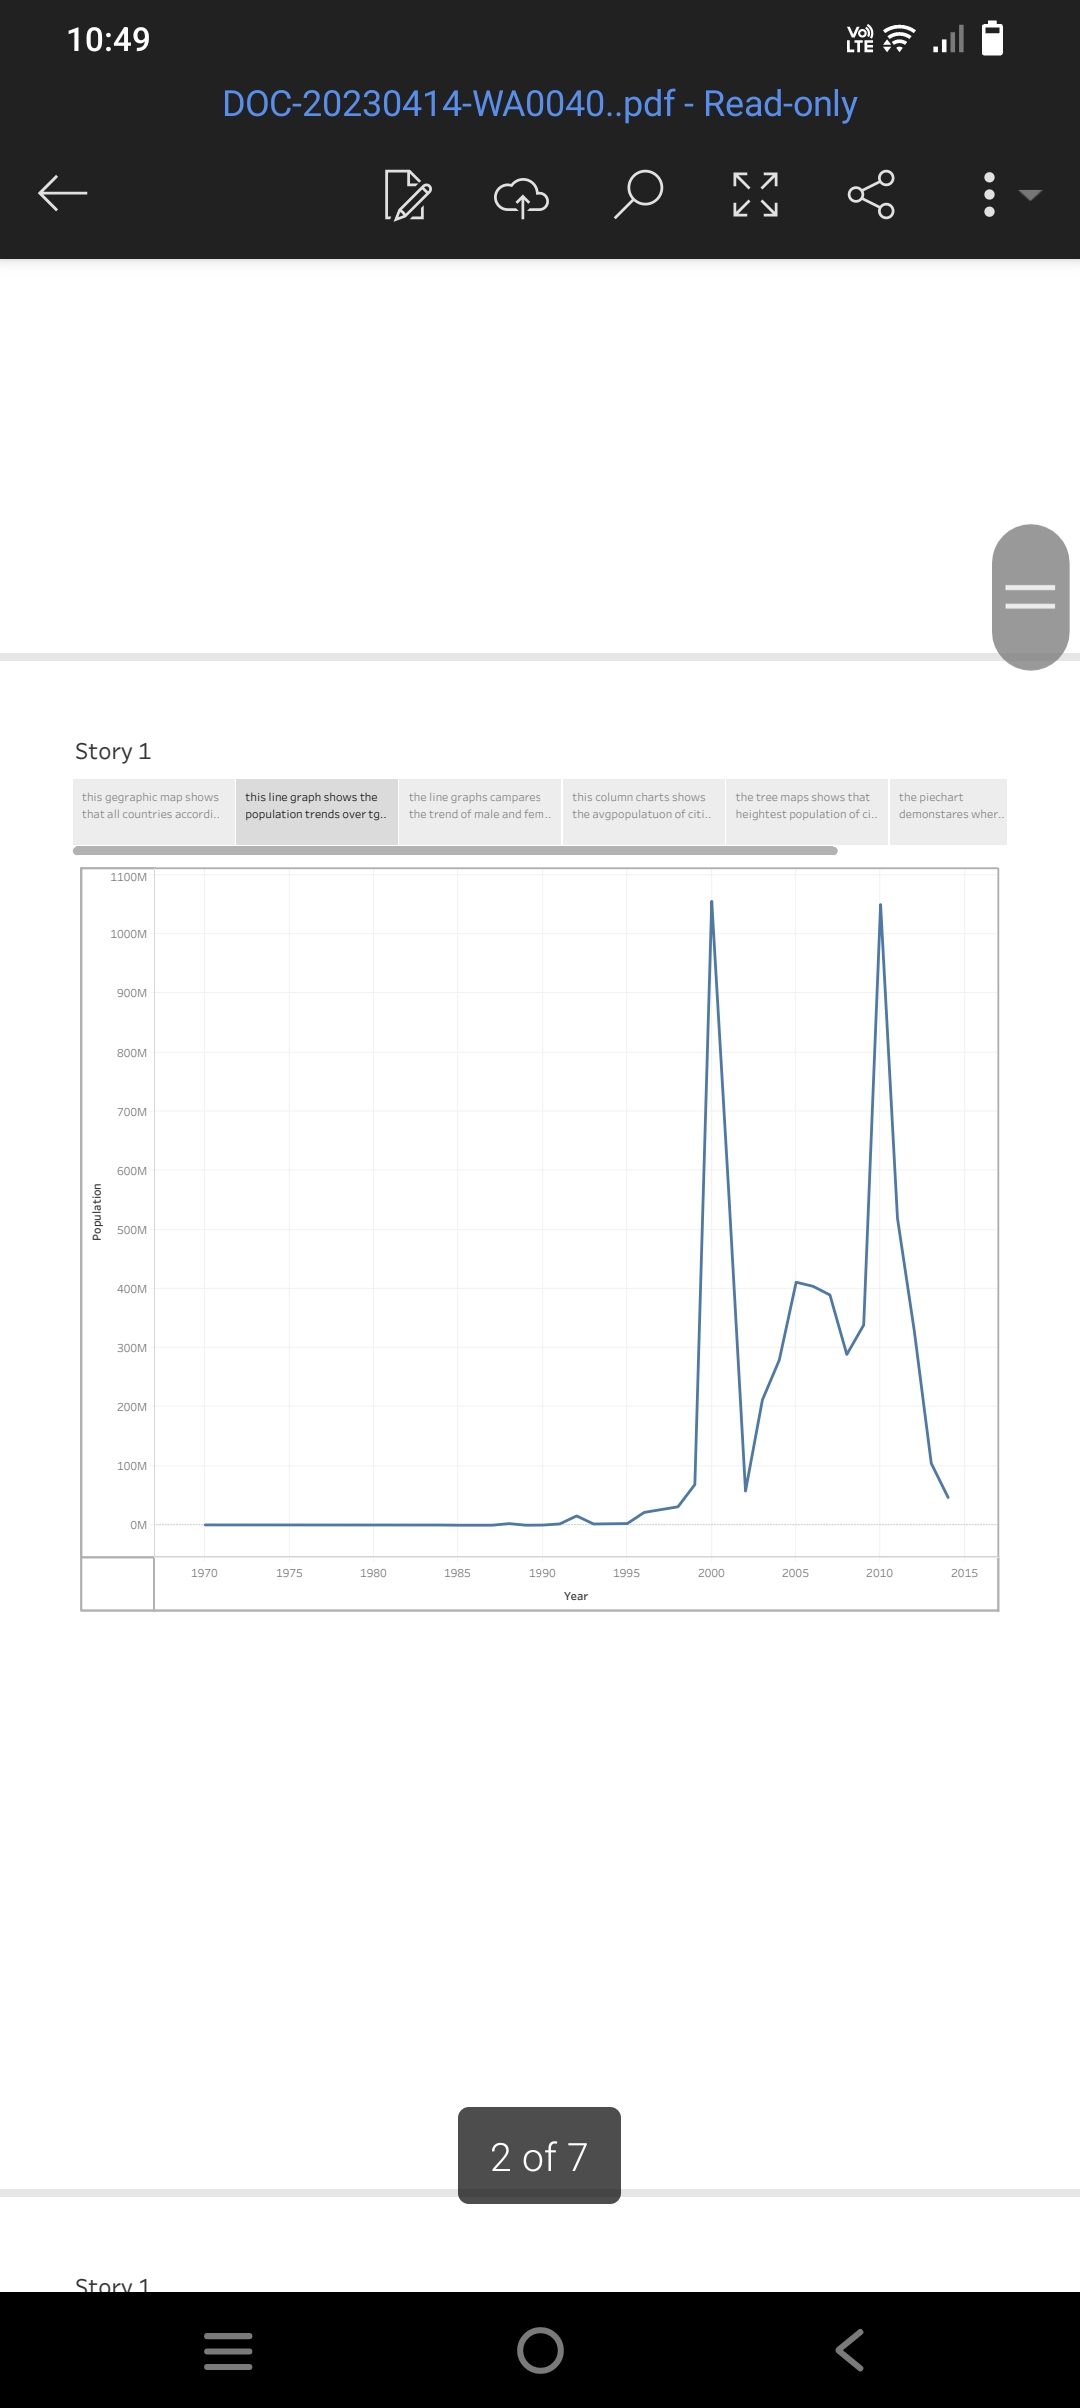 10:49
Vo))
LTE
DOC-20230414-WA0040..pdf - Read-only
Story 1
this gegraphic map shows
that all countries accordi..
this line graph shows the
population trends over tg..
the line graphs campares
the trend of male and fem..
this column charts shows
the avgpopulatuon of citi..
the tree maps shows that
heightest population of ci..
the piechart
demonstares wher..
1100M
1000M
900M
800M
700M
600M
500M
400M
300M
200M
100M
0M
Population
1970 1975 1980 1985 1990 1995 2000 2005 2010 2015
Year
2 of 7
Story 1